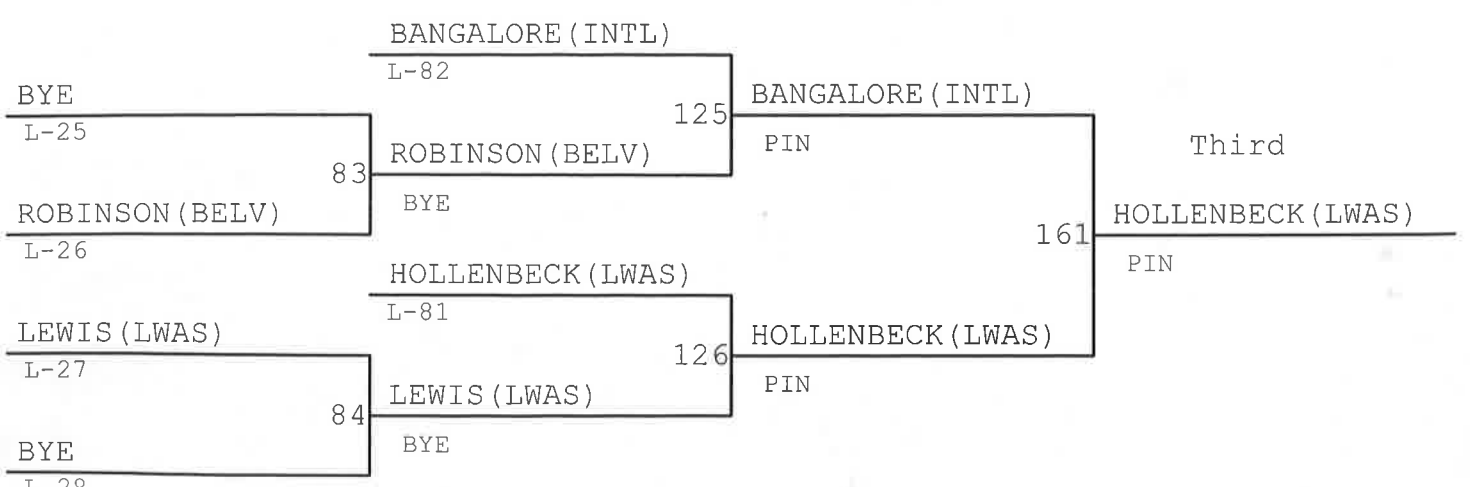 BANGALORE(INTL)
L-82
BYE
L-25
125
BANGALORE(INTL)
PIN
Third
83
ROBINSON(BELV)
BYE
ROBINSON(BELV)
L-26
161
HOLLENBECK(LWAS)
PIN
HOLLENBECK(LWAS)
L-81
LEWIS(LWAS)
L-27
126
HOLLENBECK(LWAS)
PIN
84
LEWIS(LWAS)
BYE
BYE
L-28